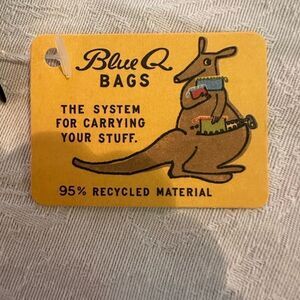 Blue Q
BAGS
THE SYSTEM
FOR CARRYING
YOUR STUFF.
95% RECYCLED MATERIAL